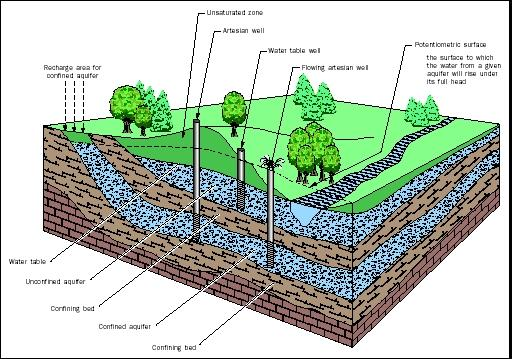 Unsaturated zone
Artesian well
Water table well
Flowing artesian well
Potentiometric surface
the surface to which
the water from a given
aquifer will rise under
its full head
Recharge area for
confined aquifer
Water table
Unconfined aquifer
Confining bed
Confined aquifer
Confining bed